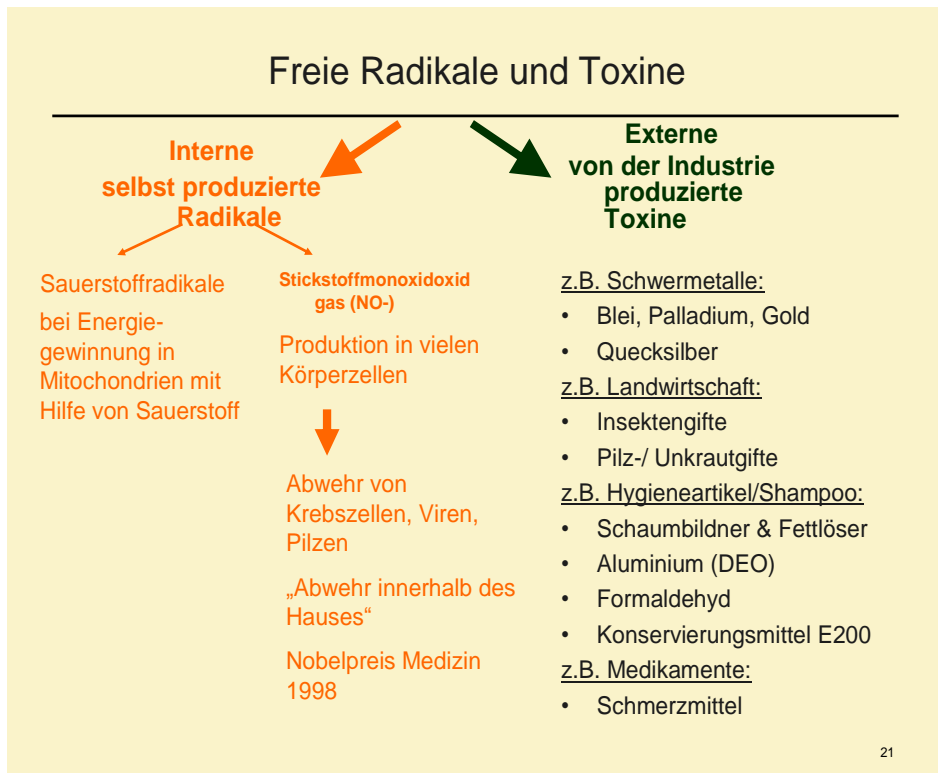 Freie Radikale und Toxine
Interne
selbst produzierte
Radikale
Sauerstoffradikale
bei Energie-
gewinnung in
Mitochondrien mit
Hilfe von Sauerstoff
Stickstoffmonoxidoxid
gas (NO-)
Produktion in vielen
Körperzellen
Abwehr von
Krebszellen, Viren,
Pilzen
„Abwehr innerhalb des
Hauses“
Nobelpreis Medizin
1998
Externe
von der Industrie
produzierte
Toxine
z.B. Schwermetalle:
• Blei, Palladium, Gold
• Quecksilber
z.B. Landwirtschaft:
• Insektengifte
• Pilz-/ Unkrautgifte
z.B. Hygieneartikel/Shampoo:
• Schaumbildner & Fettlöser
• Aluminium (DEO)
• Formaldehyd
• Konservierungsmittel E200
z.B. Medikamente:
• Schmerzmittel
21